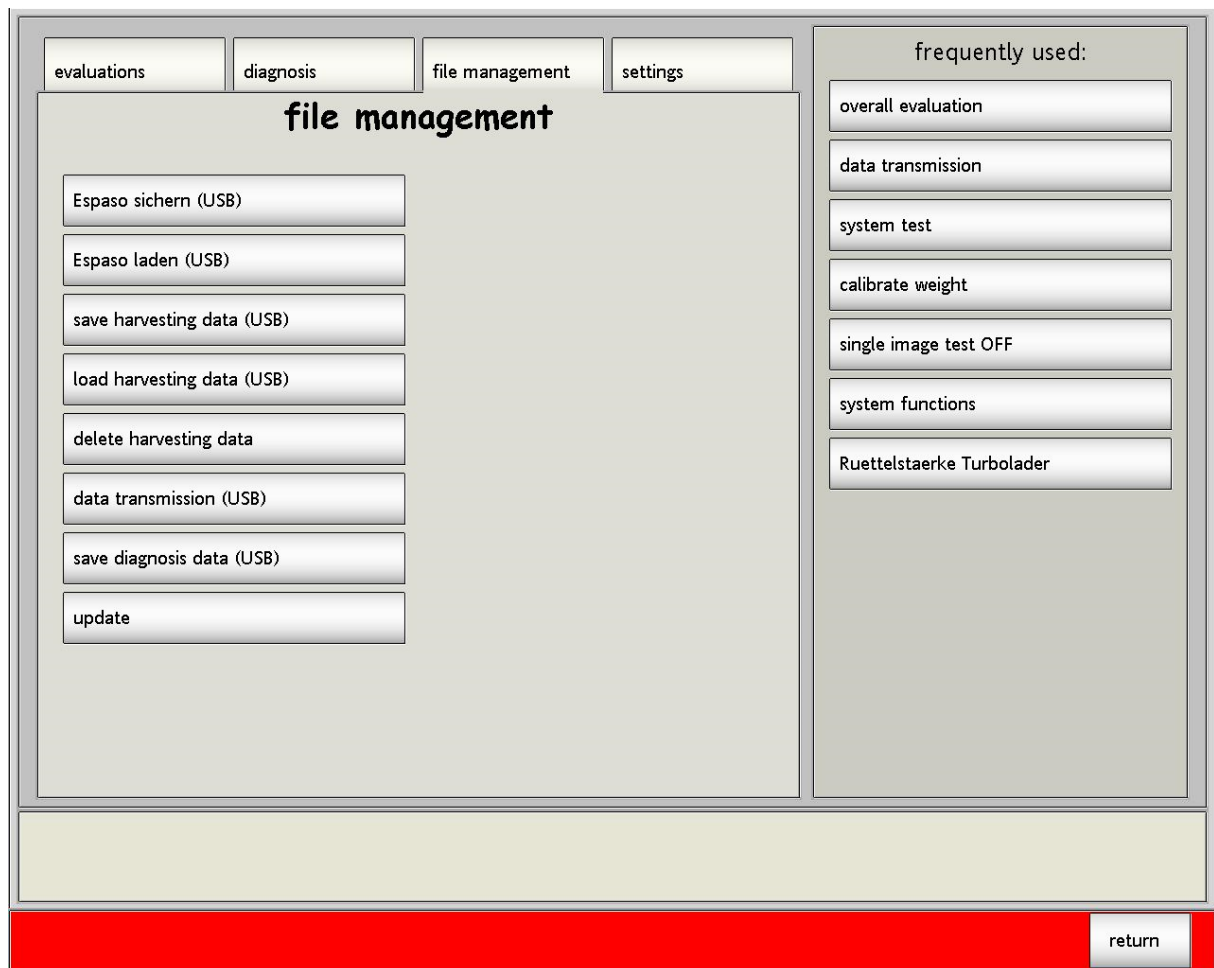 evaluations
diagnosis
file management
settings
file management
Espaso sichern (USB)
Espaso laden (USB)
save harvesting data (USB)
load harvesting data (USB)
delete harvesting data
data transmission (USB)
save diagnosis data (USB)
update
frequently used:
overall evaluation
data transmission
system test
calibrate weight
single image test OFF
system functions
Ruettelstaerke Turbolader
return